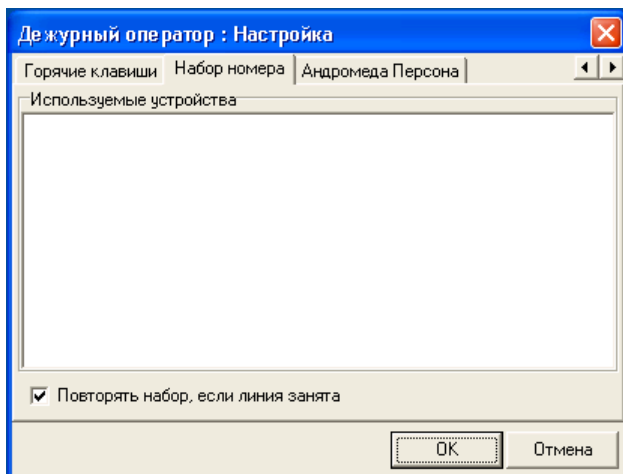 Дежурный оператор : Настройка
Горячие клавиши Набор номера Андромеда Персона
Используемые устройства
Повторять набор, если линия занята
OK Отмена